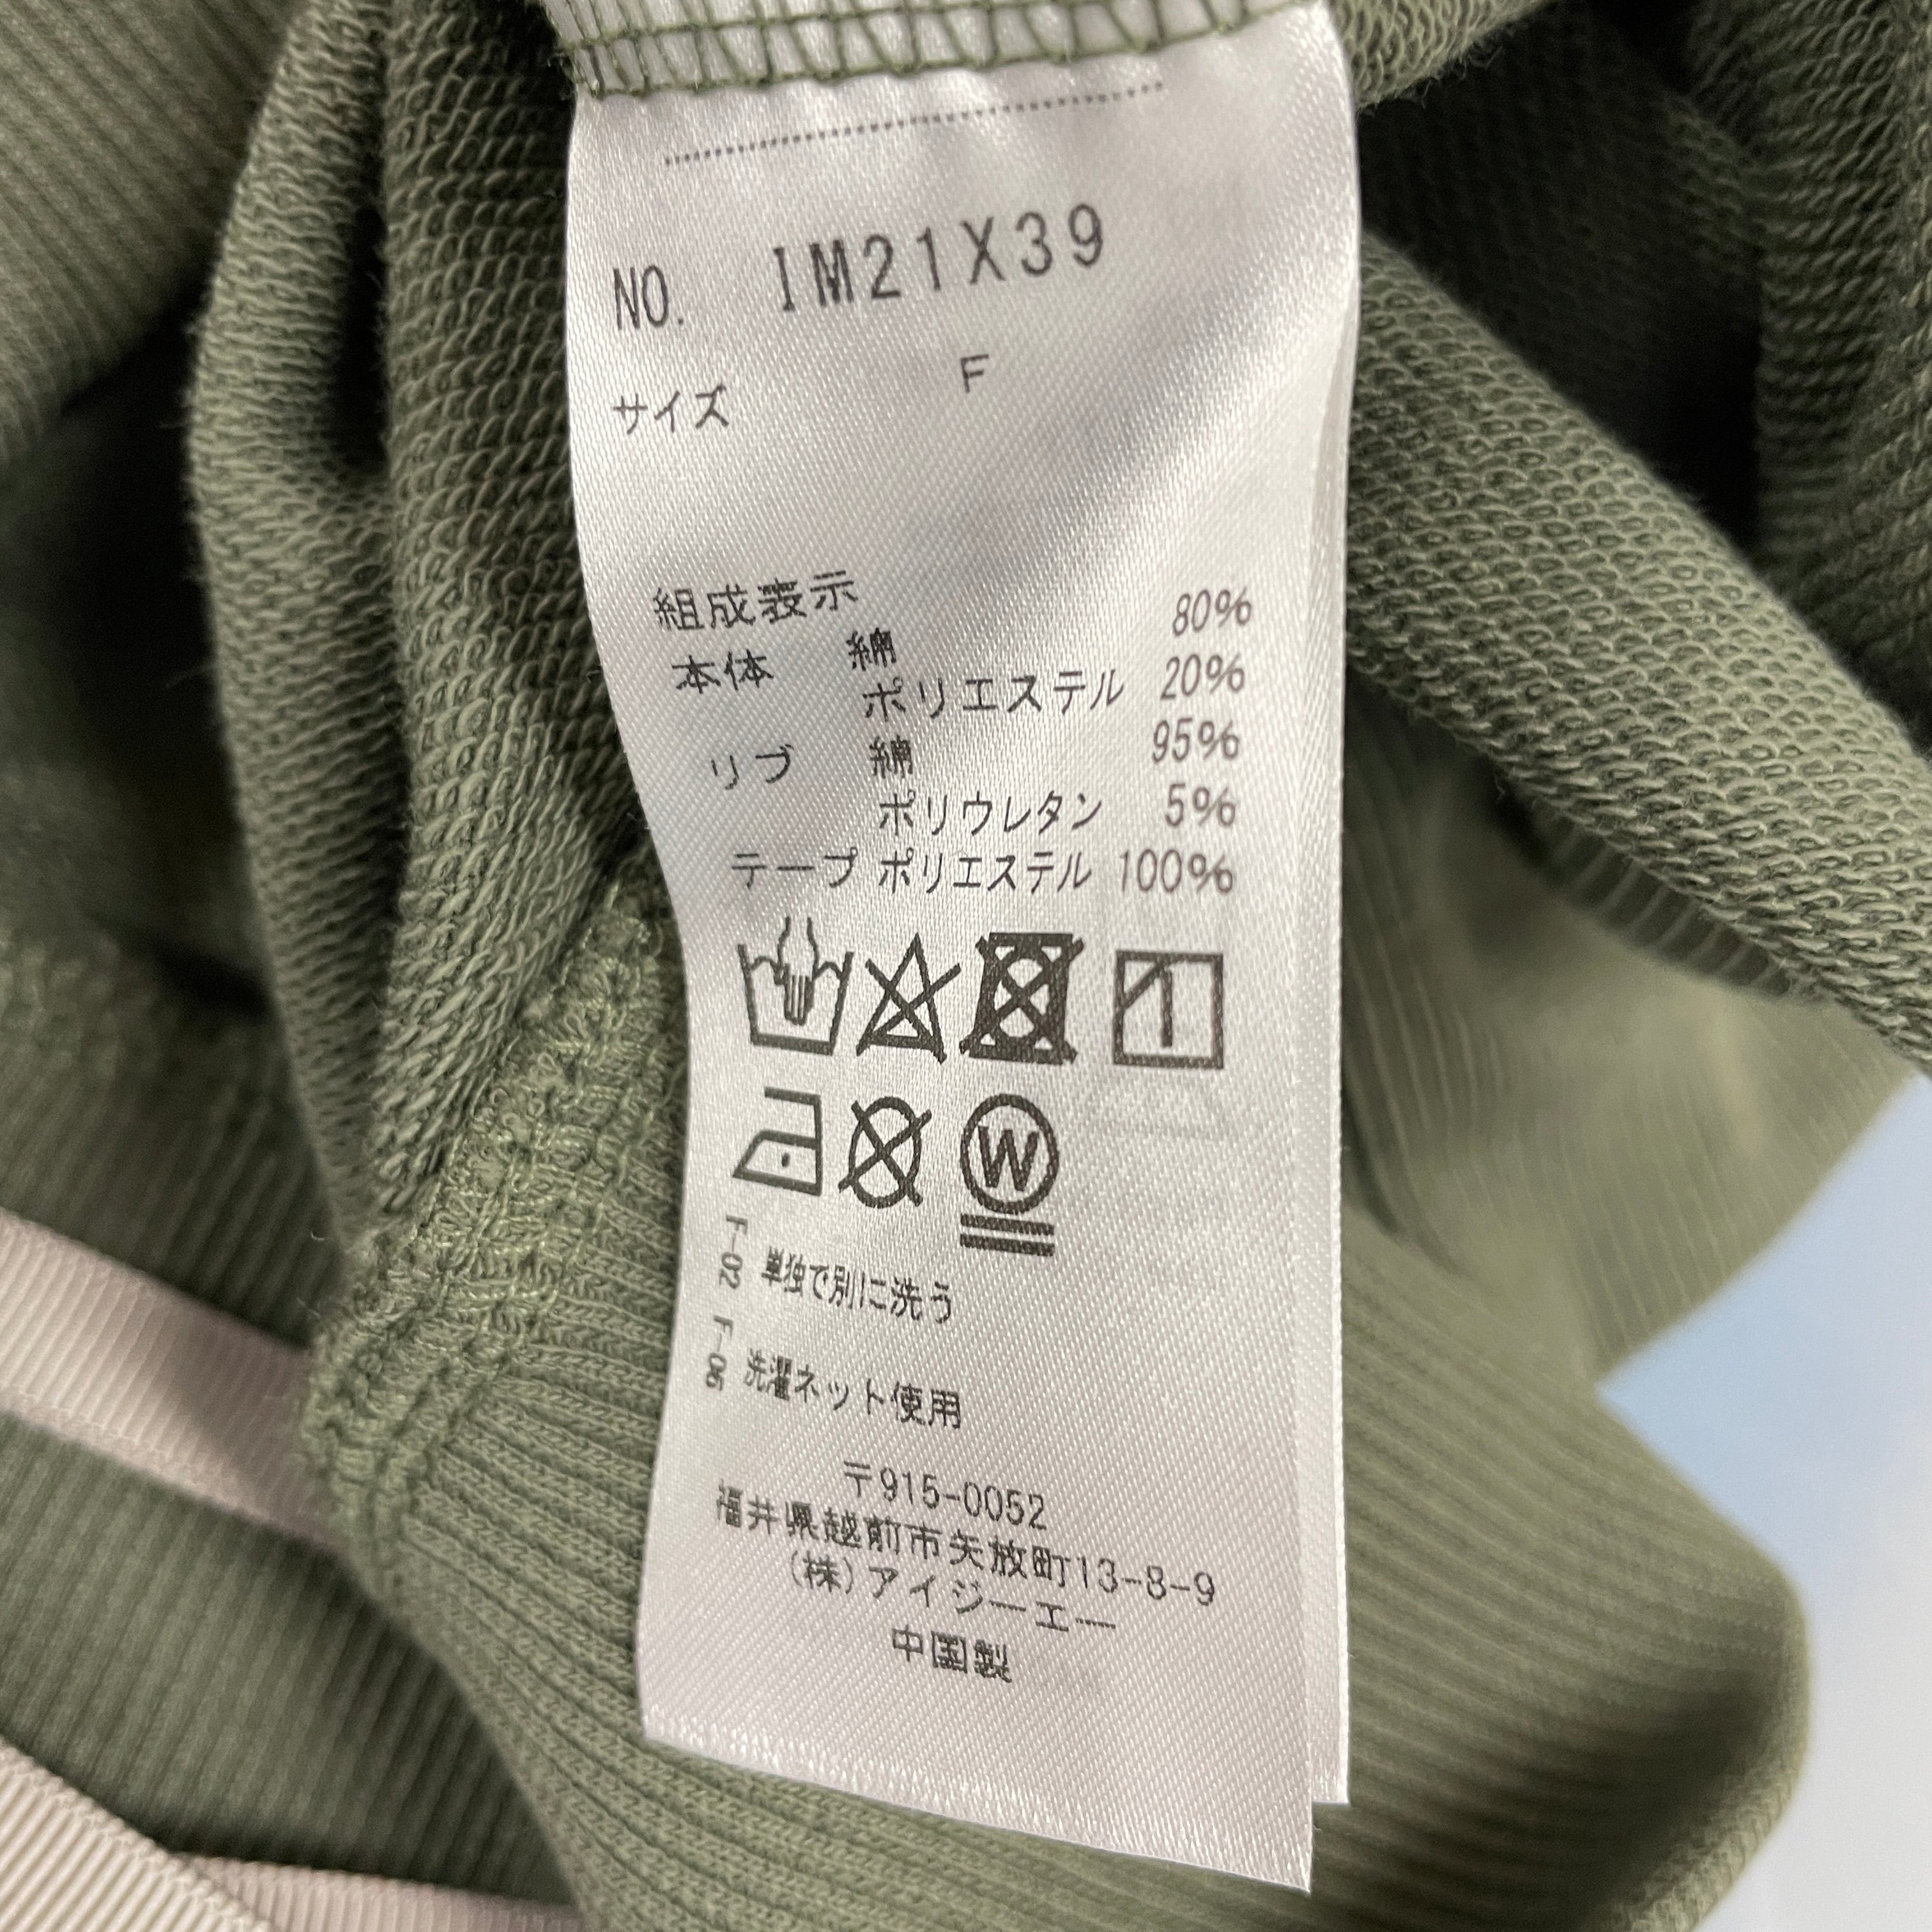 NO. IM21X39
サイズ F
組成表示
本体 綿 80%
ポリエステル 20%
リブ 綿 95%
ポリウレタン 5%
テープ ポリエステル 100%
W
F-02 単独で別に洗う
F-06 洗濯ネット使用
〒915-0052
福井県越前市矢放町13-8-9
(株)アイジーエー
中国製